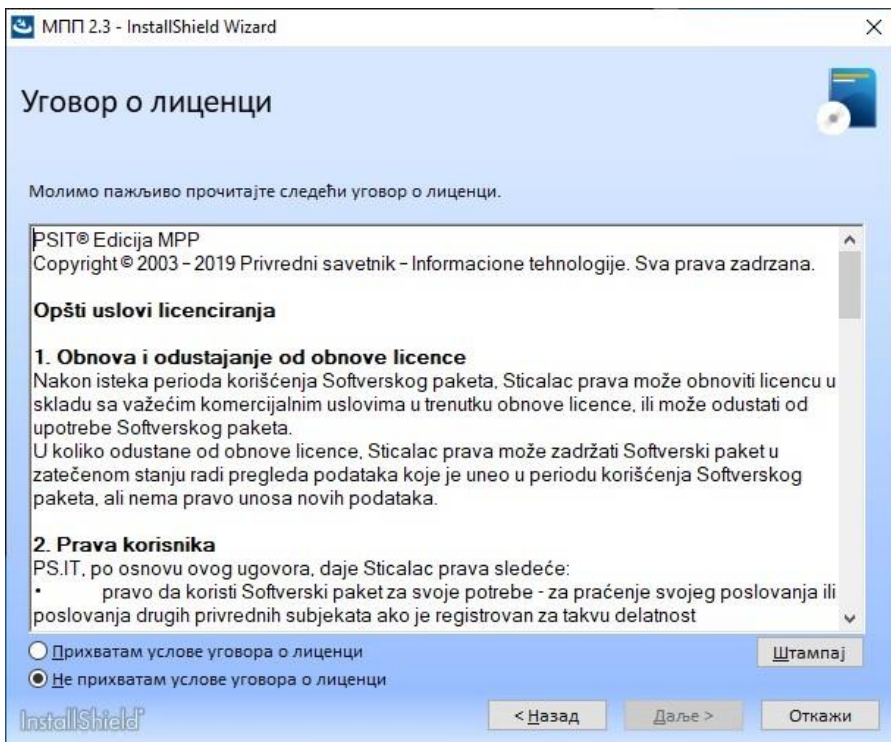 МПП 2.3 - InstallShield Wizard
Уговор о лиценци
Молимо пажљиво прочитајте следећи уговор о лиценци.
PSIT® Edicija MPP
Copyright © 2003 – 2019 Privredni savetnik – Informacione tehnologije. Sva prava zadrzana.
Opšti uslovi licenciranja
1. Obnova i odustajanje od obnove licence
Nakon isteka perioda korišćenja Softverskog paketa, Sticalac prava može obnoviti licencu u
skladu sa važećim komercijalnim uslovima u trenutku obnove licence, ili može odustati od
upotrebe Softverskog paketa.
U koliko odustane od obnove licence, Sticalac prava može zadržati Softverski paket u
zatečenom stanju radi pregleda podataka koje je uneo u periodu korišćenja Softverskog
paketa, ali nema pravo unosa novih podataka.
2. Prava korisnika
PS.IT, po osnovu ovog ugovora, daje Sticalac prava sledeće:
• pravo da koristi Softverski paket za svoje potrebe - za praćenje svojeg poslovanja ili
poslovanja drugih privrednih subjekata ako je registrovan za takvu delatnost
Прихватам услове уговора о лиценци
Штампај
Не прихватам услове уговора о лиценци
InstallShield
< Назад
Даље >
Откажи